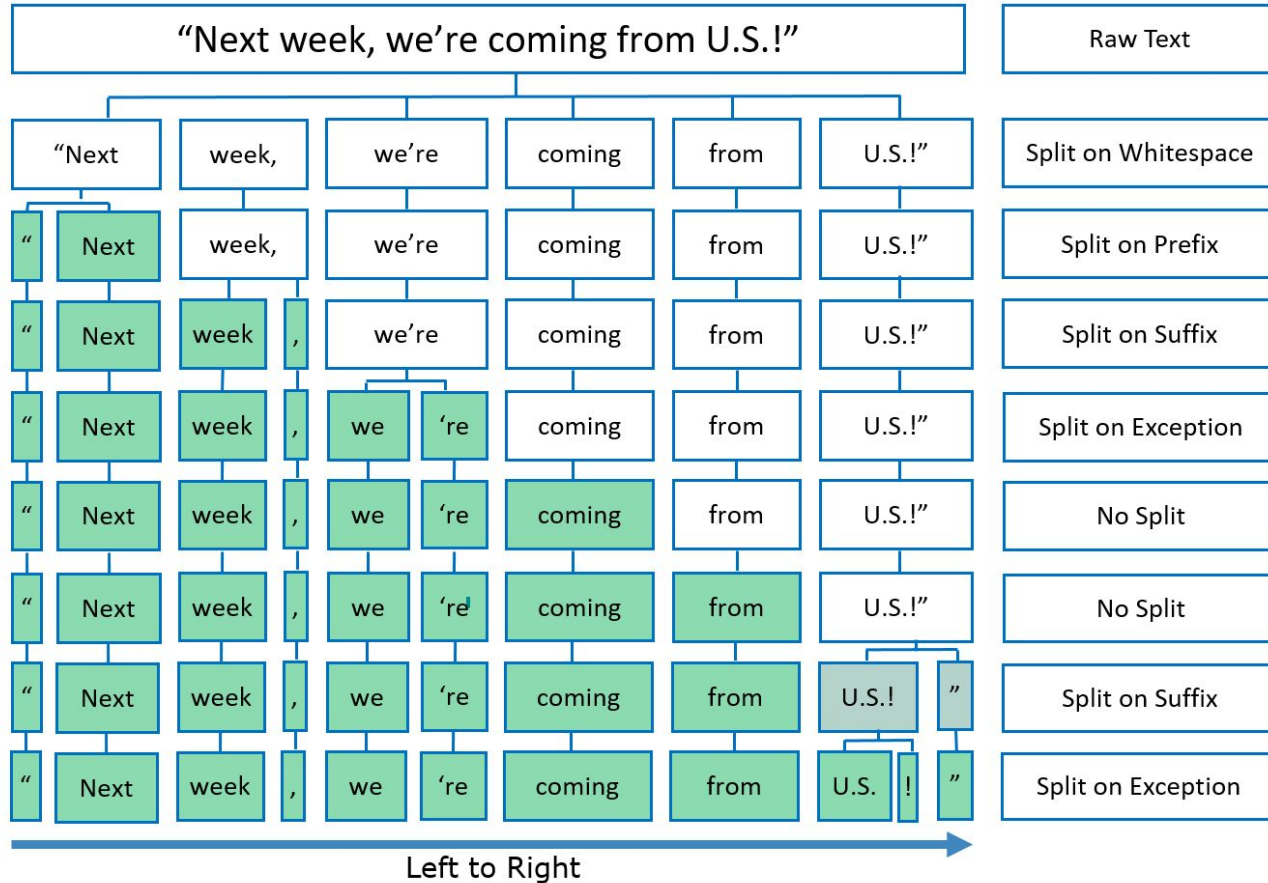 “Next week, we’re coming from U.S.!” Raw Text
“Next week, we’re coming from U.S.!” Split on Whitespace
“ Next week, we’re coming from U.S.!” Split on Prefix
“ Next week , we’re coming from U.S.!” Split on Suffix
“ Next week , we ‘re coming from U.S.!” Split on Exception
“ Next week , we ‘re coming from U.S.!” No Split
“ Next week , we ‘re' coming from U.S.!” No Split
“ Next week , we ‘re coming from U.S.! ” Split on Suffix
“ Next week , we ‘re coming from U.S. ! ” Split on Exception
Left to Right